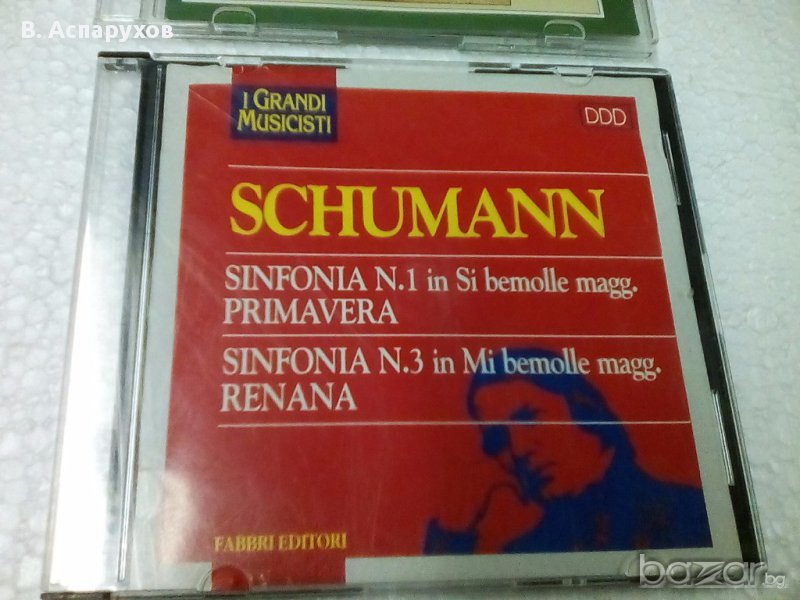 В. Аспарухов
I GRANDI
MUSICISTI
DDD
SCHUMANN
SINFONIA N.1 in Si bemolle magg.
PRIMAVERA
SINFONIA N.3 in Mi bemolle magg.
RENANA
FABBRI EDITORI
bazar.bg